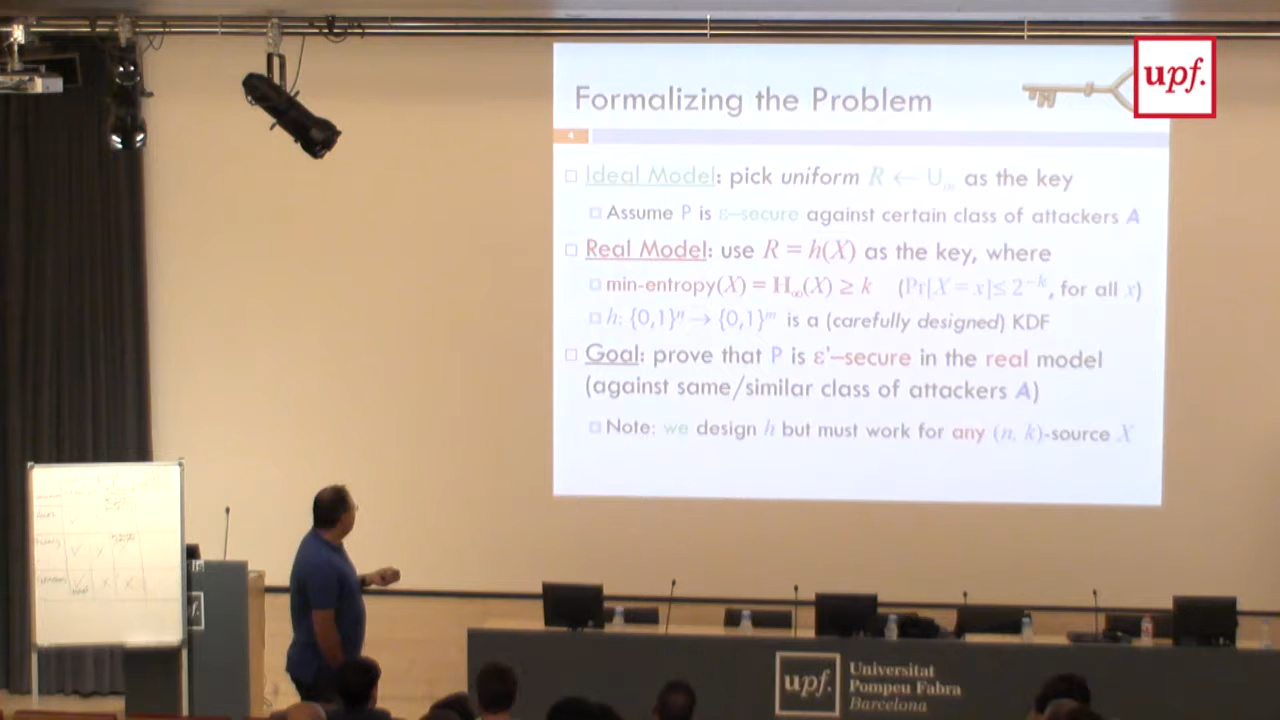 Formalizing the Problem
upf.
4
□ Ideal Model: pick uniform R ← Uₘ as the key
□ Assume P is ε–secure against certain class of attackers A
□ Real Model: use R = h(X) as the key, where
□ min-entropy(X) = H∞(X) ≥ k (Pr[X = x] ≤ 2⁻ᵏ, for all x)
□ h: {0,1}ⁿ → {0,1}ᵐ is a (carefully designed) KDF
□ Goal: prove that P is ε'–secure in the real model
(against same/similar class of attackers A)
□ Note: we design h but must work for any (n, k)-source X
upf.
Universitat
Pompeu Fabra
Barcelona